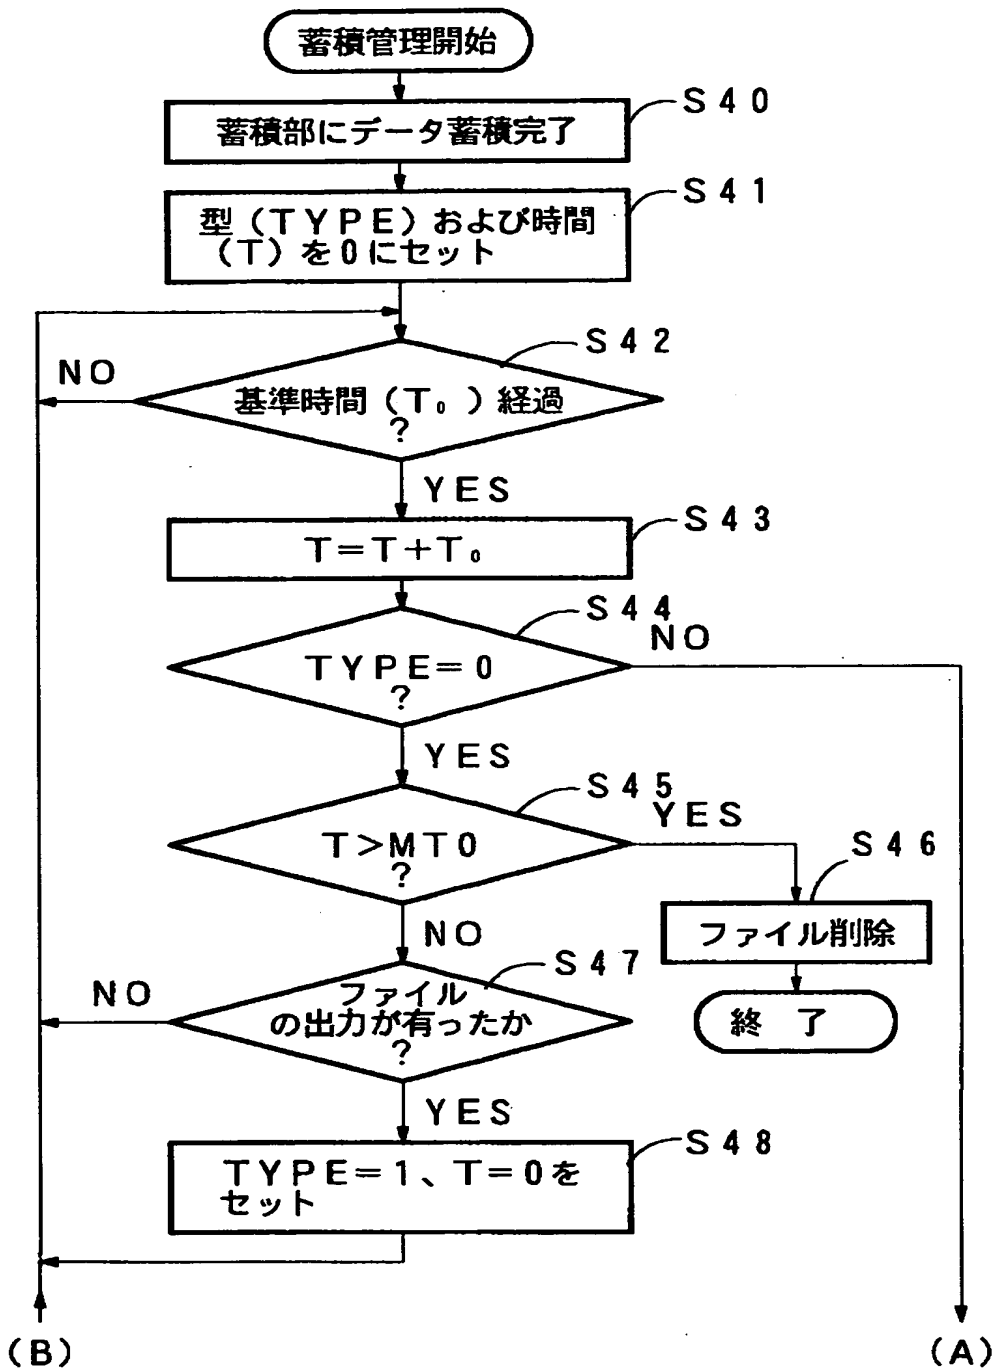 蓄積管理開始
S40
蓄積部にデータ蓄積完了
S41
型(TYPE)および時間
(T)を0にセット
S42
NO
基準時間(T₀)経過
?
YES
S43
T=T+T₀
S44
NO
TYPE=0
?
YES
S45
YES
T>MT0
?
S46
NO
ファイル削除
S47
NO
ファイル
の出力が有ったか
?
終 了
YES
S48
TYPE=1、T=0を
セット
(B)
(A)